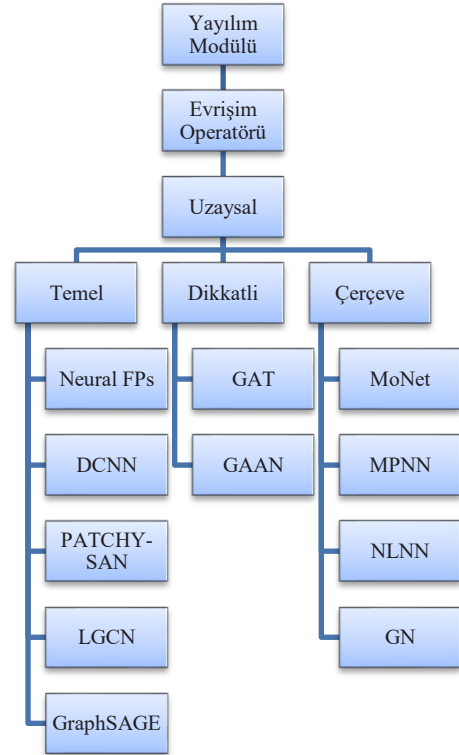 Yayılım
Modülü
Evrişim
Operatörü
Uzaysal
Temel
Dikkatli
Çerçeve
Neural FPs
GAT
MoNet
DCNN
GAAN
MPNN
PATCHY-
SAN
NLNN
LGCN
GN
GraphSAGE